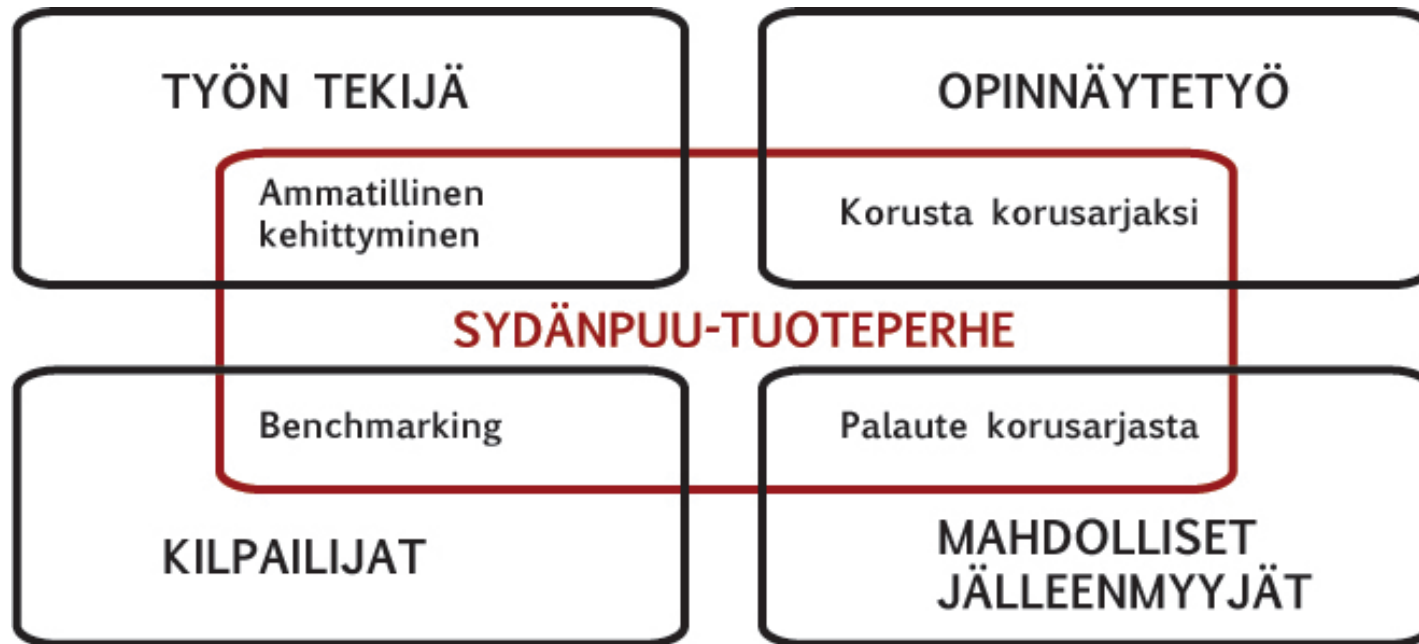 TYÖN TEKIJÄ
OPINNÄYTETYÖ
Ammatillinen
kehittyminen
Korusta korusarjaksi
SYDÄNPUU-TUOTEPERHE
Benchmarking
Palaute korusarjasta
KILPAILIJAT
MAHDOLLISET
JÄLLEENMYYJÄT